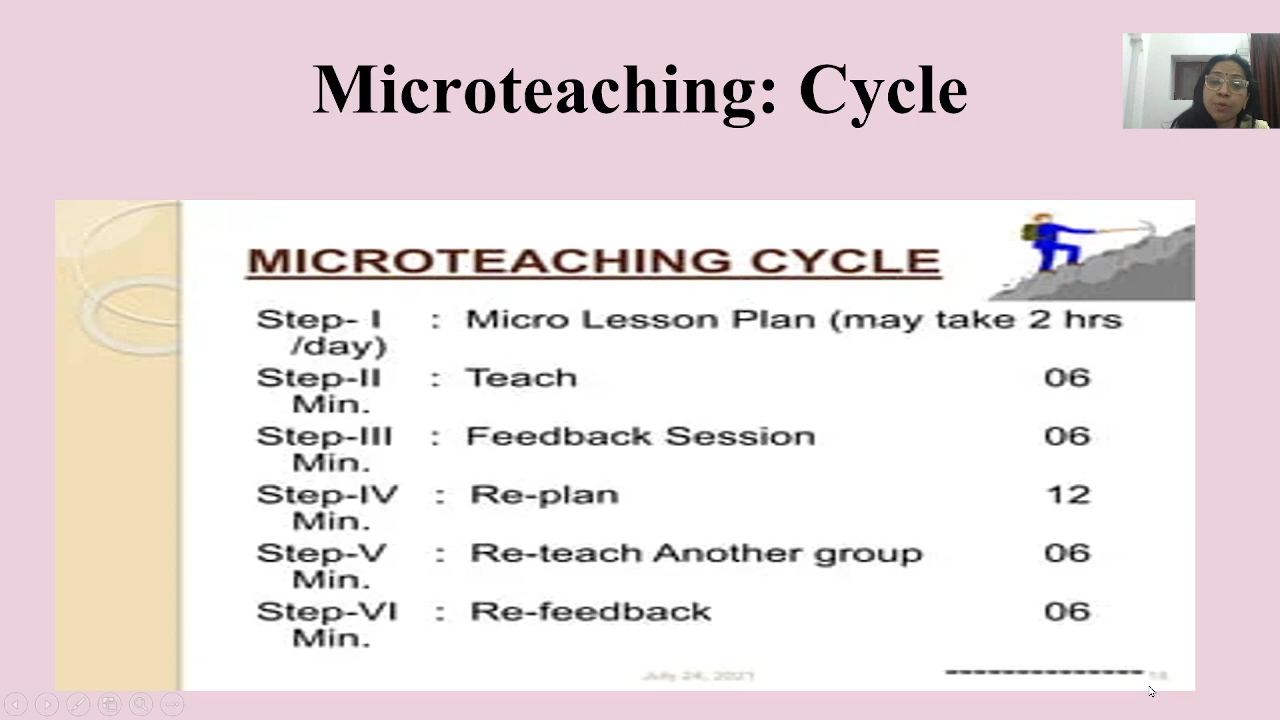 Microteaching: Cycle
MICROTEACHING CYCLE
Step- I : Micro Lesson Plan (may take 2 hrs
/day)
Step-II : Teach 06
Min.
Step-III : Feedback Session 06
Min.
Step-IV : Re-plan 12
Min.
Step-V : Re-teach Another group 06
Min.
Step-VI : Re-feedback 06
Min.
July 24, 2021
18